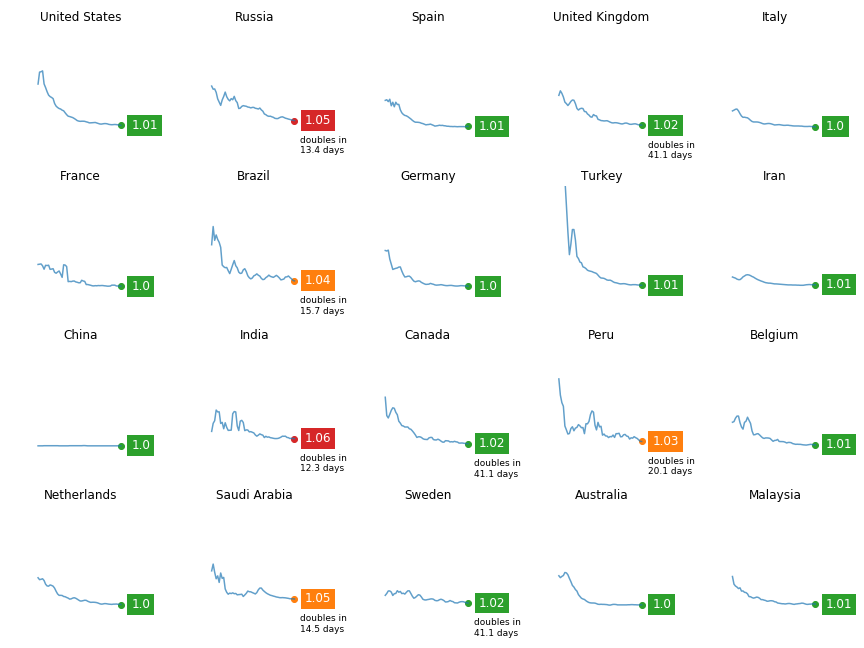 United States
Russia
Spain
United Kingdom
Italy
1.01
1.05
doubles in
13.4 days
1.01
1.02
doubles in
41.1 days
1.0
France
Brazil
Germany
Turkey
Iran
1.0
1.04
doubles in
15.7 days
1.0
1.01
1.01
China
India
Canada
Peru
Belgium
1.0
1.06
doubles in
12.3 days
1.02
doubles in
41.1 days
1.03
doubles in
20.1 days
1.01
Netherlands
Saudi Arabia
Sweden
Australia
Malaysia
1.0
1.05
doubles in
14.5 days
1.02
doubles in
41.1 days
1.0
1.01